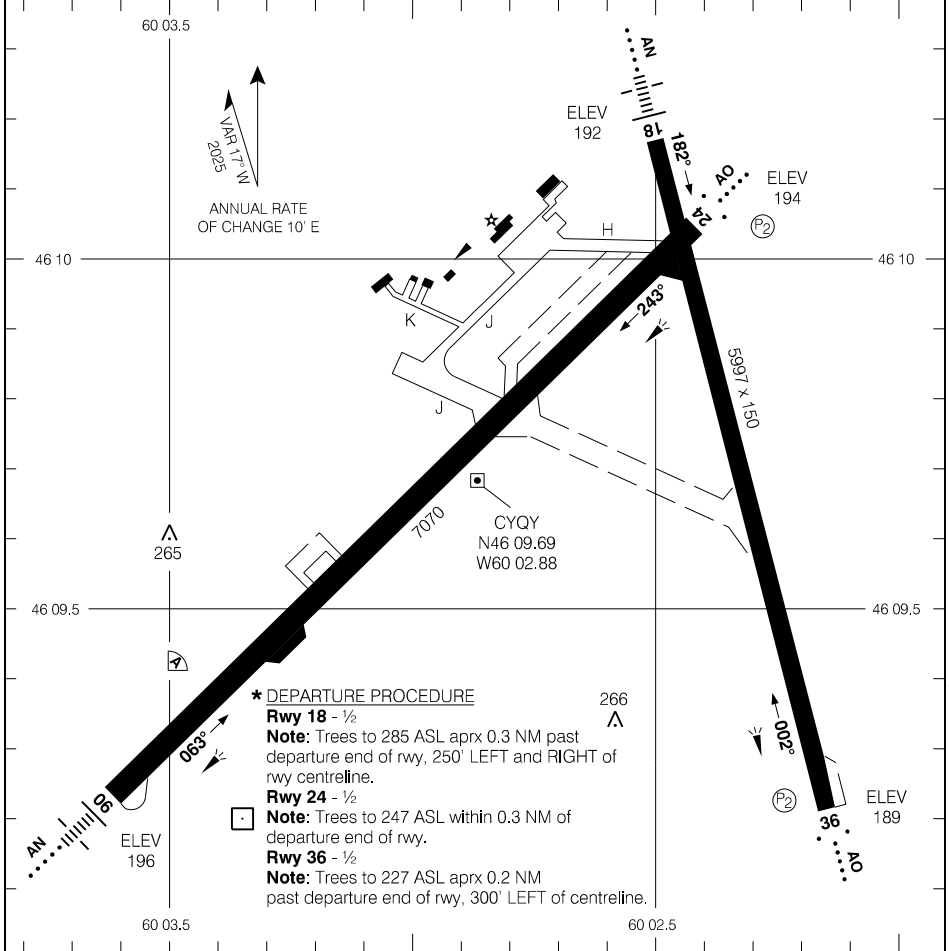 60 03.5
AN
ELEV
192
18
182°
AO
ELEV
194
24
P2
VAR 17° W
2025
ANNUAL RATE
OF CHANGE 10' E
H
46 10
46 10
243°
K
J
J
5997 x 150
7070
CYQY
N46 09.69
W60 02.88
265
46 09.5
46 09.5
A
* DEPARTURE PROCEDURE
Rwy 18 - ½
Note: Trees to 285 ASL aprx 0.3 NM past
departure end of rwy, 250' LEFT and RIGHT of
rwy centreline.
Rwy 24 - ½
Note: Trees to 247 ASL within 0.3 NM of
departure end of rwy.
Rwy 36 - ½
Note: Trees to 227 ASL aprx 0.2 NM
past departure end of rwy, 300' LEFT of centreline.
266
063°
002°
06
AN
ELEV
196
P2
36
ELEV
189
AO
60 03.5
60 02.5